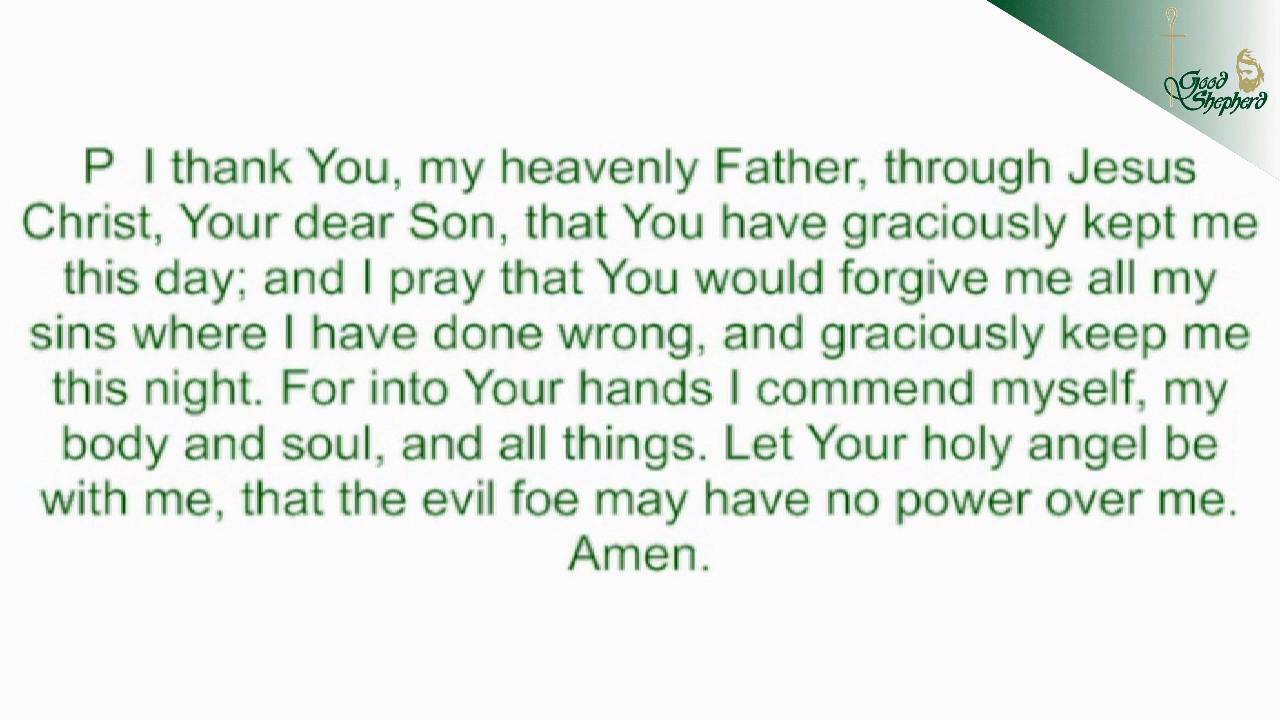 Good
Shepherd
P I thank You, my heavenly Father, through Jesus
Christ, Your dear Son, that You have graciously kept me
this day; and I pray that You would forgive me all my
sins where I have done wrong, and graciously keep me
this night. For into Your hands I commend myself, my
body and soul, and all things. Let Your holy angel be
with me, that the evil foe may have no power over me.
Amen.